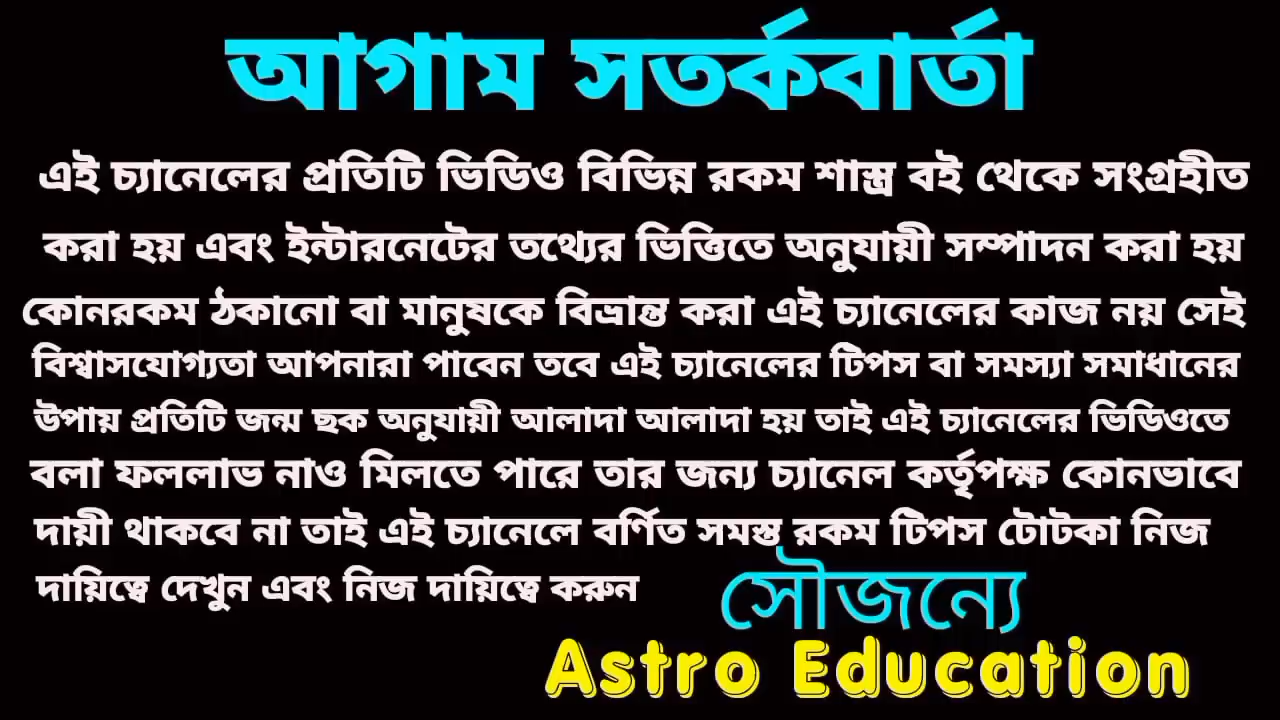 আগাম সতর্কবার্তা
এই চ্যানেলের প্রতিটি ভিডিও বিভিন্ন রকম শাস্ত্র বই থেকে সংগ্রহীত
করা হয় এবং ইন্টারনেটের তথ্যের ভিত্তিতে অনুযায়ী সম্পাদন করা হয়
কোনরকম ঠকানো বা মানুষকে বিভ্রান্ত করা এই চ্যানেলের কাজ নয় সেই
বিশ্বাসযোগ্যতা আপনারা পাবেন তবে এই চ্যানেলের টিপস বা সমস্যা সমাধানের
উপায় প্রতিটি জন্ম ছক অনুযায়ী আলাদা আলাদা হয় তাই এই চ্যানেলের ভিডিওতে
বলা ফললাভ নাও মিলতে পারে তার জন্য চ্যানেল কর্তৃপক্ষ কোনভাবে
দায়ী থাকবে না তাই এই চ্যানেলে বর্ণিত সমস্ত রকম টিপস টোটকা নিজ
দায়িত্বে দেখুন এবং নিজ দায়িত্বে করুন
সৌজন্যে
Astro Education